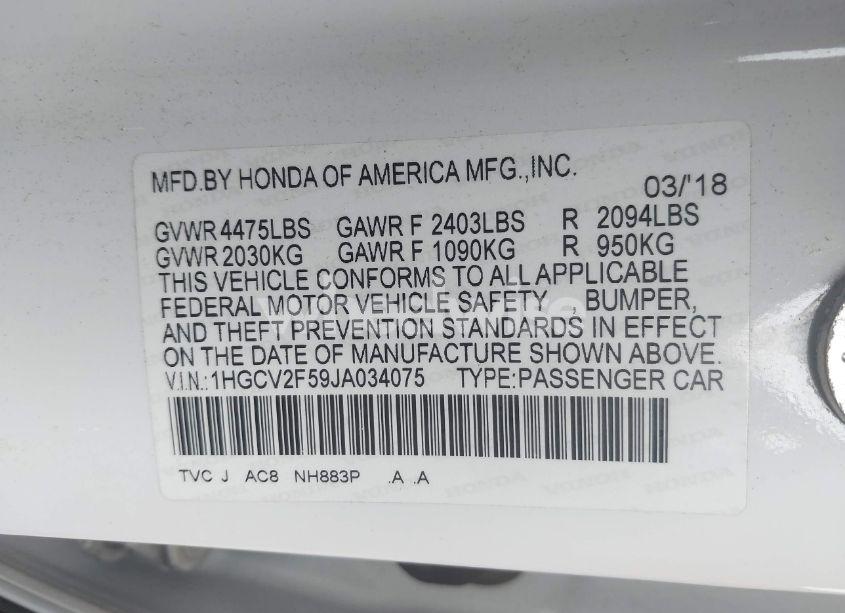 MFD.BY HONDA OF AMERICA MFG.,INC. 03/'18
GVWR 4475LBS GAWR F 2403LBS R 2094LBS
GVWR 2030KG GAWR F 1090KG R 950KG
THIS VEHICLE CONFORMS TO ALL APPLICABLE
FEDERAL MOTOR VEHICLE SAFETY , BUMPER,
AND THEFT PREVENTION STANDARDS IN EFFECT
ON THE DATE OF MANUFACTURE SHOWN ABOVE.
V.I.N.:1HGCV2F59JA034075 TYPE:PASSENGER CAR
TVC J AC8 NH883P .A .A